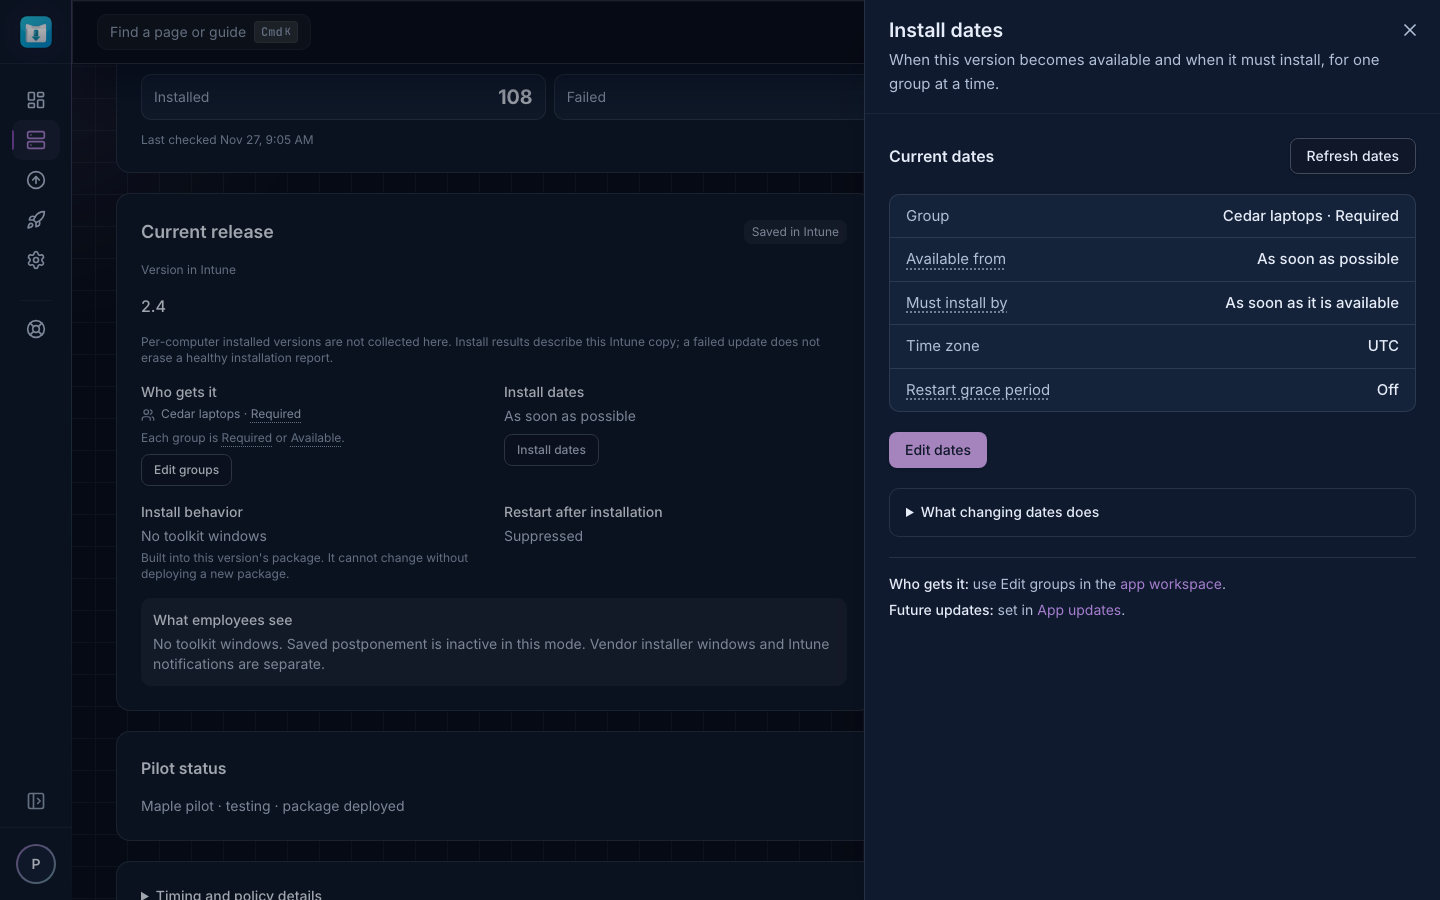 Find a page or guide Cmd K
Installed 108
Failed
Last checked Nov 27, 9:05 AM
Current release
Saved in Intune
Version in Intune
2.4
Per-computer installed versions are not collected here. Install results describe this Intune copy; a failed update does not
erase a healthy installation report.
Who gets it
Cedar laptops · Required
Each group is Required or Available.
Edit groups
Install dates
As soon as possible
Install dates
Install behavior
No toolkit windows
Built into this version's package. It cannot change without
deploying a new package.
Restart after installation
Suppressed
What employees see
No toolkit windows. Saved postponement is inactive in this mode. Vendor installer windows and Intune
notifications are separate.
Pilot status
Maple pilot · testing · package deployed
Timing and policy details
P
Install dates
When this version becomes available and when it must install, for one
group at a time.
Current dates
Refresh dates
Group Cedar laptops · Required
Available from As soon as possible
Must install by As soon as it is available
Time zone UTC
Restart grace period Off
Edit dates
What changing dates does
Who gets it: use Edit groups in the app workspace.
Future updates: set in App updates.